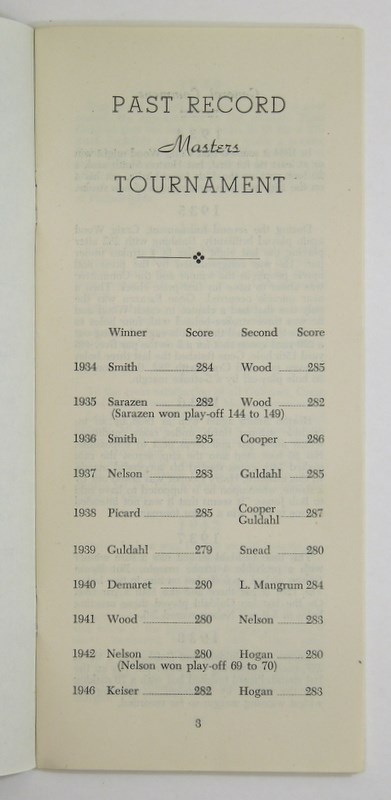 PAST RECORD
Masters
TOURNAMENT
Winner Score Second Score
1934 Smith 284 Wood 285
1935 Sarazen 282 Wood 282
(Sarazen won play-off 144 to 149)
1936 Smith 285 Cooper 286
1937 Nelson 283 Guldahl 285
1938 Picard 285 Cooper Guldahl 287
1939 Guldahl 279 Snead 280
1940 Demaret 280 L. Mangrum 284
1941 Wood 280 Nelson 283
1942 Nelson 280 Hogan 280
(Nelson won play-off 69 to 70)
1946 Keiser 282 Hogan 283
3